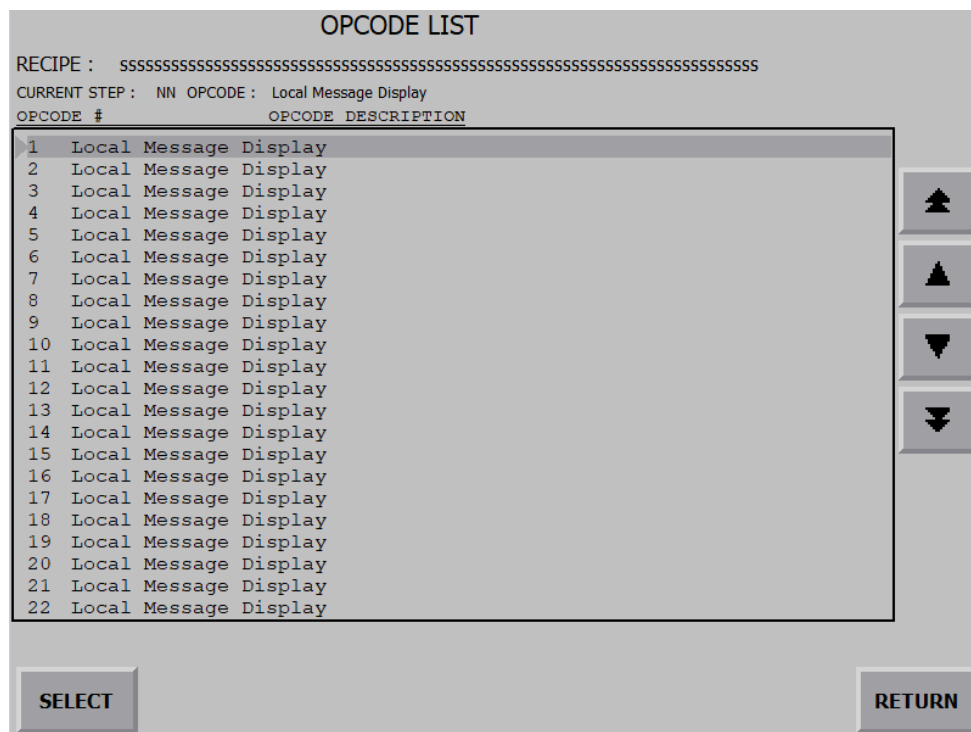 OPCODE LIST
RECIPE : sssssssssssssssssssssssssssssssssssssssssssssssssssssssssssssssssssssssssss
CURRENT STEP : NN OPCODE : Local Message Display
OPCODE # OPCODE DESCRIPTION
1 Local Message Display
2 Local Message Display
3 Local Message Display
4 Local Message Display
5 Local Message Display
6 Local Message Display
7 Local Message Display
8 Local Message Display
9 Local Message Display
10 Local Message Display
11 Local Message Display
12 Local Message Display
13 Local Message Display
14 Local Message Display
15 Local Message Display
16 Local Message Display
17 Local Message Display
18 Local Message Display
19 Local Message Display
20 Local Message Display
21 Local Message Display
22 Local Message Display
SELECT
RETURN